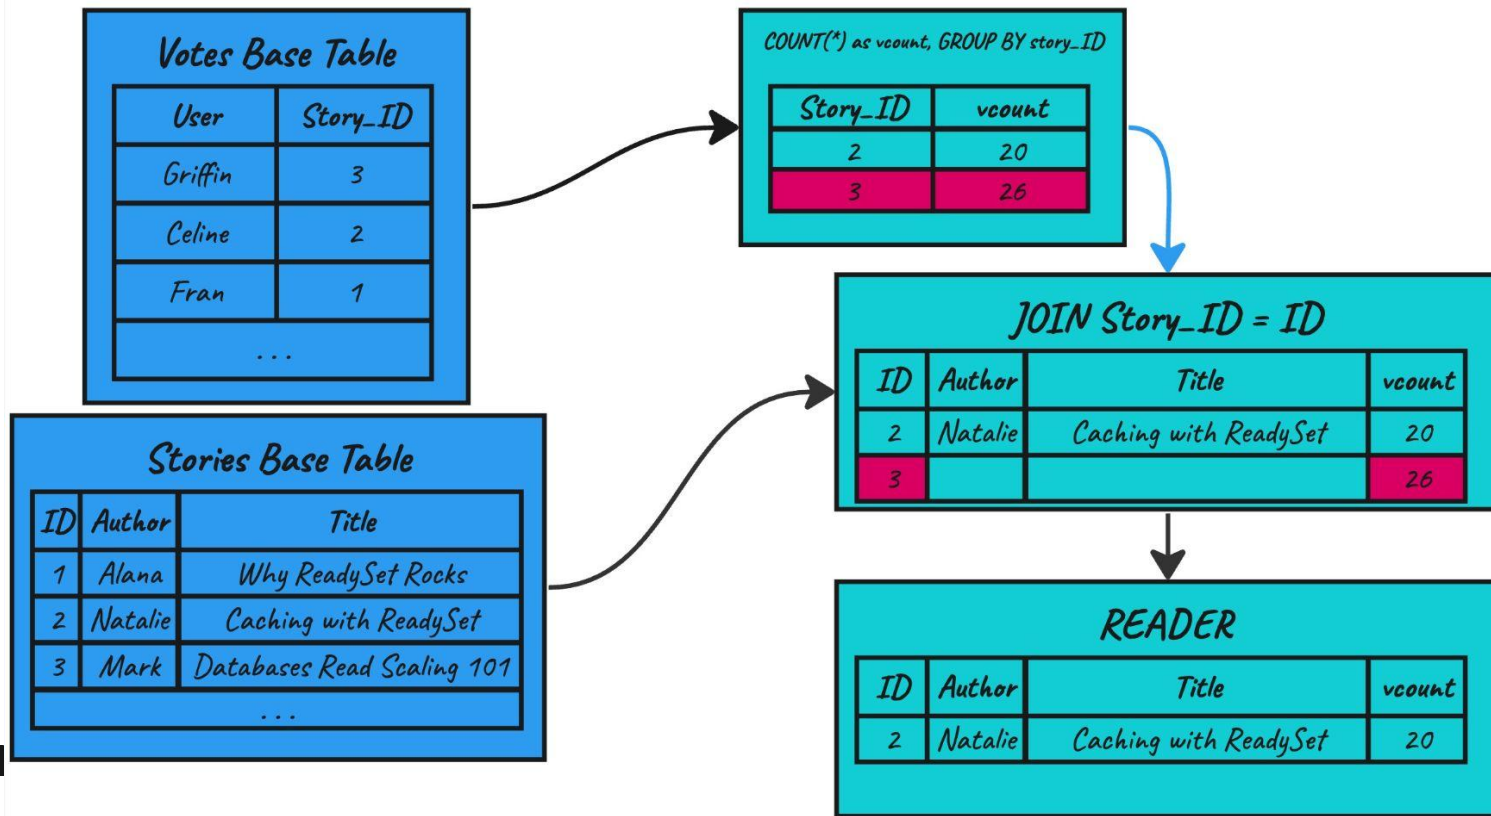 Votes Base Table
User Story_ID
Griffin 3
Celine 2
Fran 1
...
Stories Base Table
ID Author Title
1 Alana Why ReadySet Rocks
2 Natalie Caching with ReadySet
3 Mark Databases Read Scaling 101
...
COUNT(*) as vcount, GROUP BY story_ID
Story_ID vcount
2 20
3 26
JOIN Story_ID = ID
ID Author Title vcount
2 Natalie Caching with ReadySet 20
3 26
READER
ID Author Title vcount
2 Natalie Caching with ReadySet 20